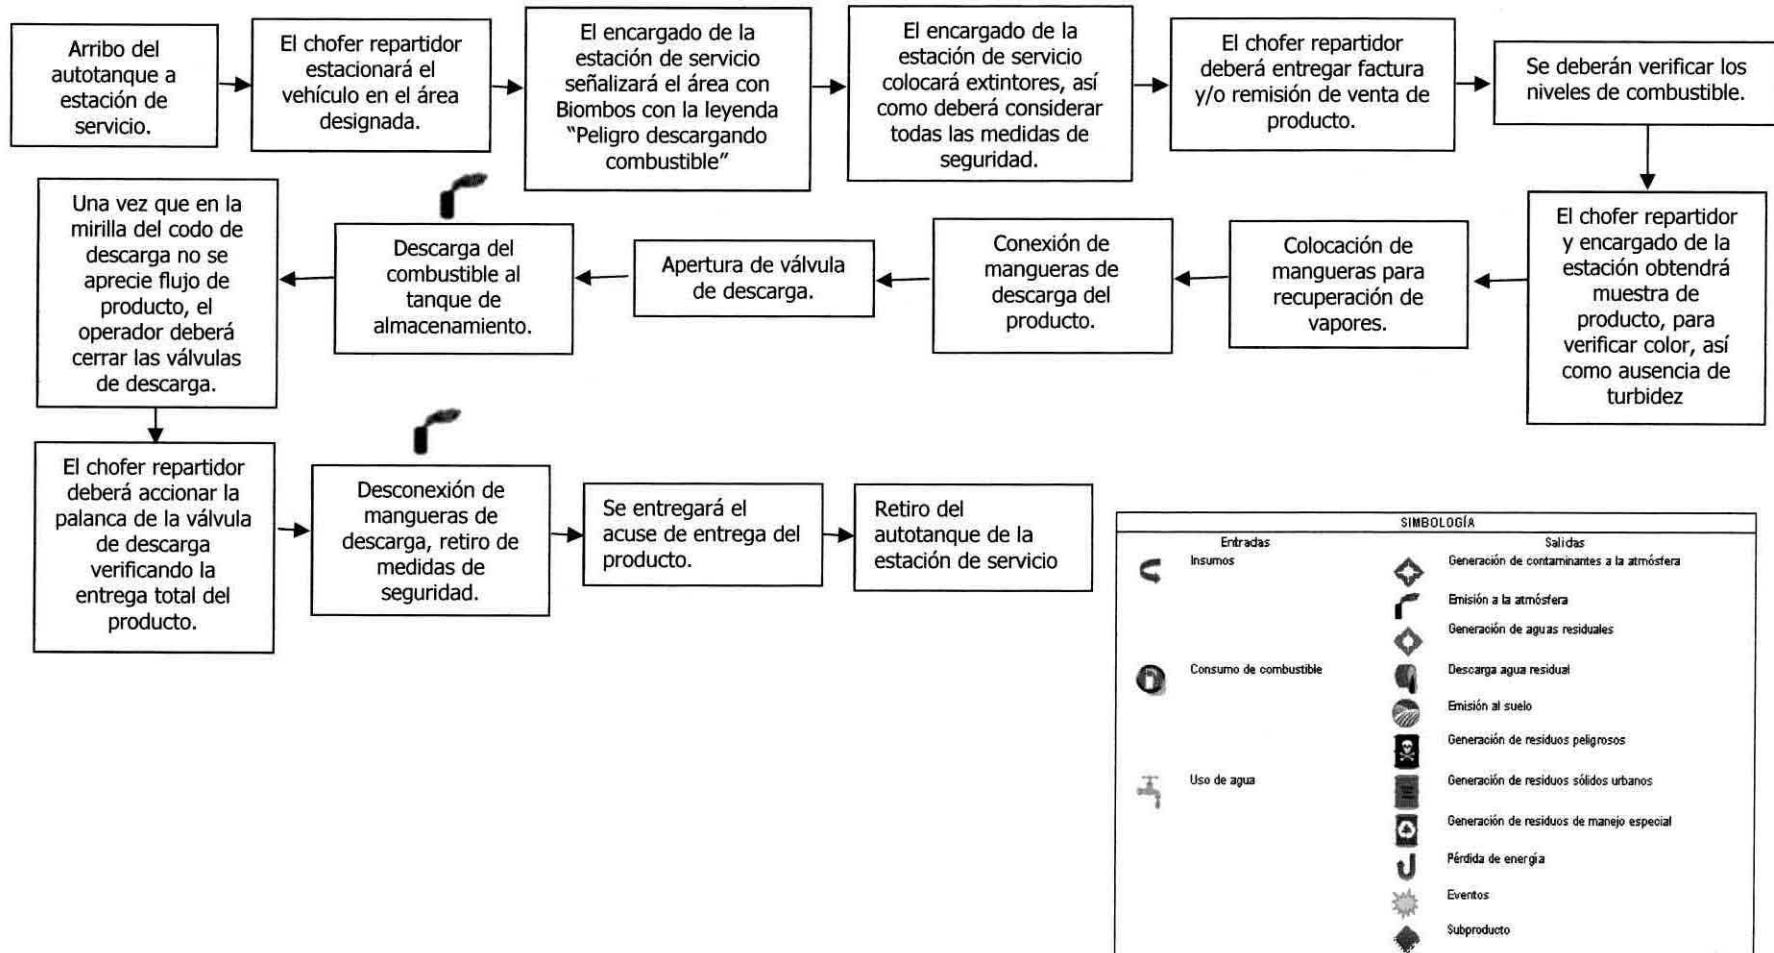 Arribo del
autotanque a
estación de
servicio.
El chofer repartidor
estacionará el
vehículo en el área
designada.
El encargado de la
estación de servicio
señalizará el área con
Biombos con la leyenda
“Peligro descargando
combustible”
El encargado de la
estación de servicio
colocará extintores, así
como deberá considerar
todas las medidas de
seguridad.
El chofer repartidor
deberá entregar factura
y/o remisión de venta de
producto.
Se deberán verificar los
niveles de combustible.
El chofer repartidor
y encargado de la
estación obtendrá
muestra de
producto, para
verificar color, así
como ausencia de
turbidez
Colocación de
mangueras para
recuperación de
vapores.
Conexión de
mangueras de
descarga del
producto.
Apertura de válvula
de descarga.
Descarga del
combustible al
tanque de
almacenamiento.
Una vez que en la
mirilla del codo de
descarga no se
aprecie flujo de
producto, el
operador deberá
cerrar las válvulas
de descarga.
El chofer repartidor
deberá accionar la
palanca de la válvula
de descarga
verificando la
entrega total del
producto.
Desconexión de
mangueras de
descarga, retiro de
medidas de
seguridad.
Se entregará el
acuse de entrega del
producto.
Retiro del
autotanque de la
estación de servicio
SIMBOLOGÍA
Entradas
Salidas
Insumos
Generación de contaminantes a la atmósfera
Emisión a la atmósfera
Generación de aguas residuales
Consumo de combustible
Descarga agua residual
Emisión al suelo
Generación de residuos peligrosos
Uso de agua
Generación de residuos sólidos urbanos
Generación de residuos de manejo especial
Pérdida de energía
Eventos
Subproducto